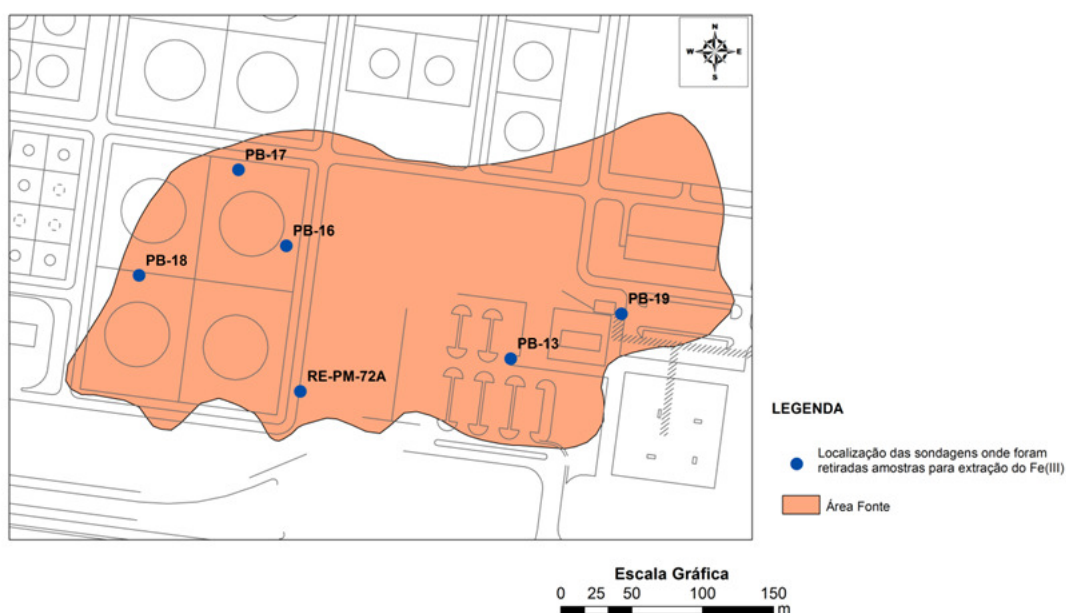 N
W E
S
PB-17
PB-16
PB-18
PB-19
PB-13
RE-PM-72A
LEGENDA
Localização das sondagens onde foram
retiradas amostras para extração do Fe(III)
Área Fonte
Escala Gráfica
0 25 50 100 150
m